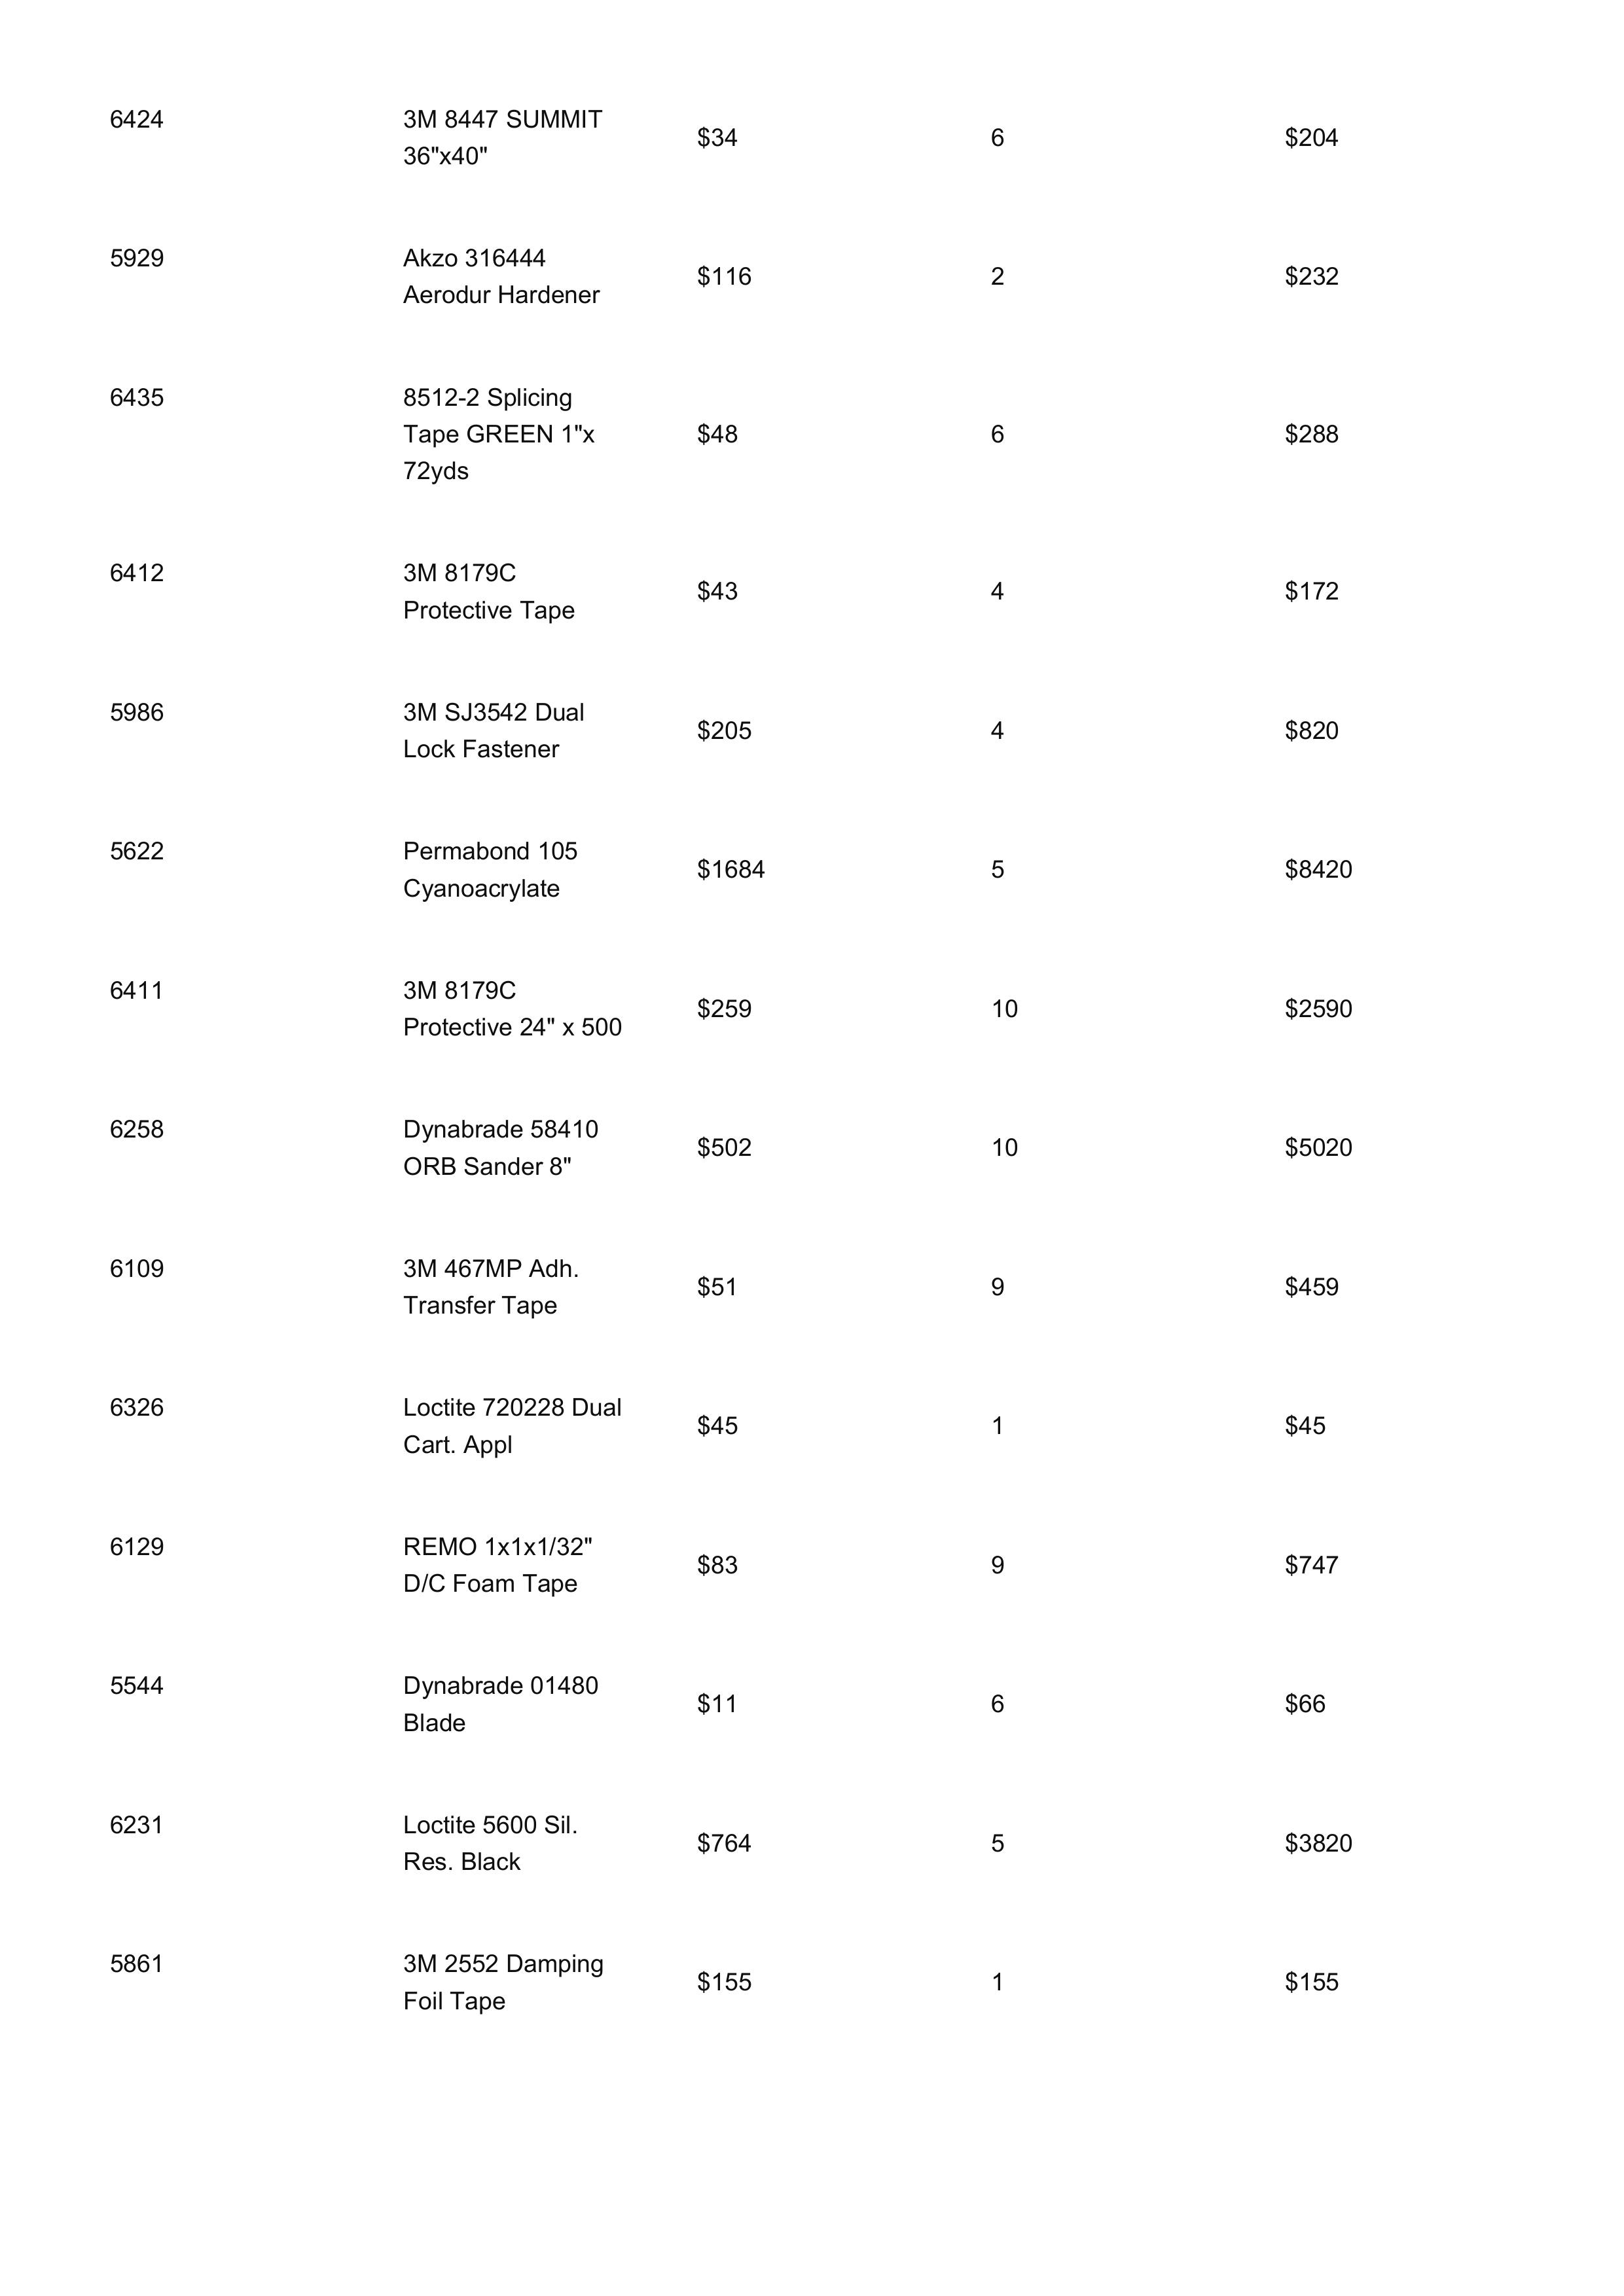 6424 3M 8447 SUMMIT
36"x40" $34 6 $204
5929 Akzo 316444
Aerodur Hardener $116 2 $232
6435 8512-2 Splicing
Tape GREEN 1"x $48 6 $288
72yds
6412 3M 8179C
Protective Tape $43 4 $172
5986 3M SJ3542 Dual
Lock Fastener $205 4 $820
5622 Permabond 105
Cyanoacrylate $1684 5 $8420
6411 3M 8179C
Protective 24" x 500 $259 10 $2590
6258 Dynabrade 58410
ORB Sander 8" $502 10 $5020
6109 3M 467MP Adh.
Transfer Tape $51 9 $459
6326 Loctite 720228 Dual
Cart. Appl $45 1 $45
6129 REMO 1x1x1/32"
D/C Foam Tape $83 9 $747
5544 Dynabrade 01480
Blade $11 6 $66
6231 Loctite 5600 Sil.
Res. Black $764 5 $3820
5861 3M 2552 Damping
Foil Tape $155 1 $155